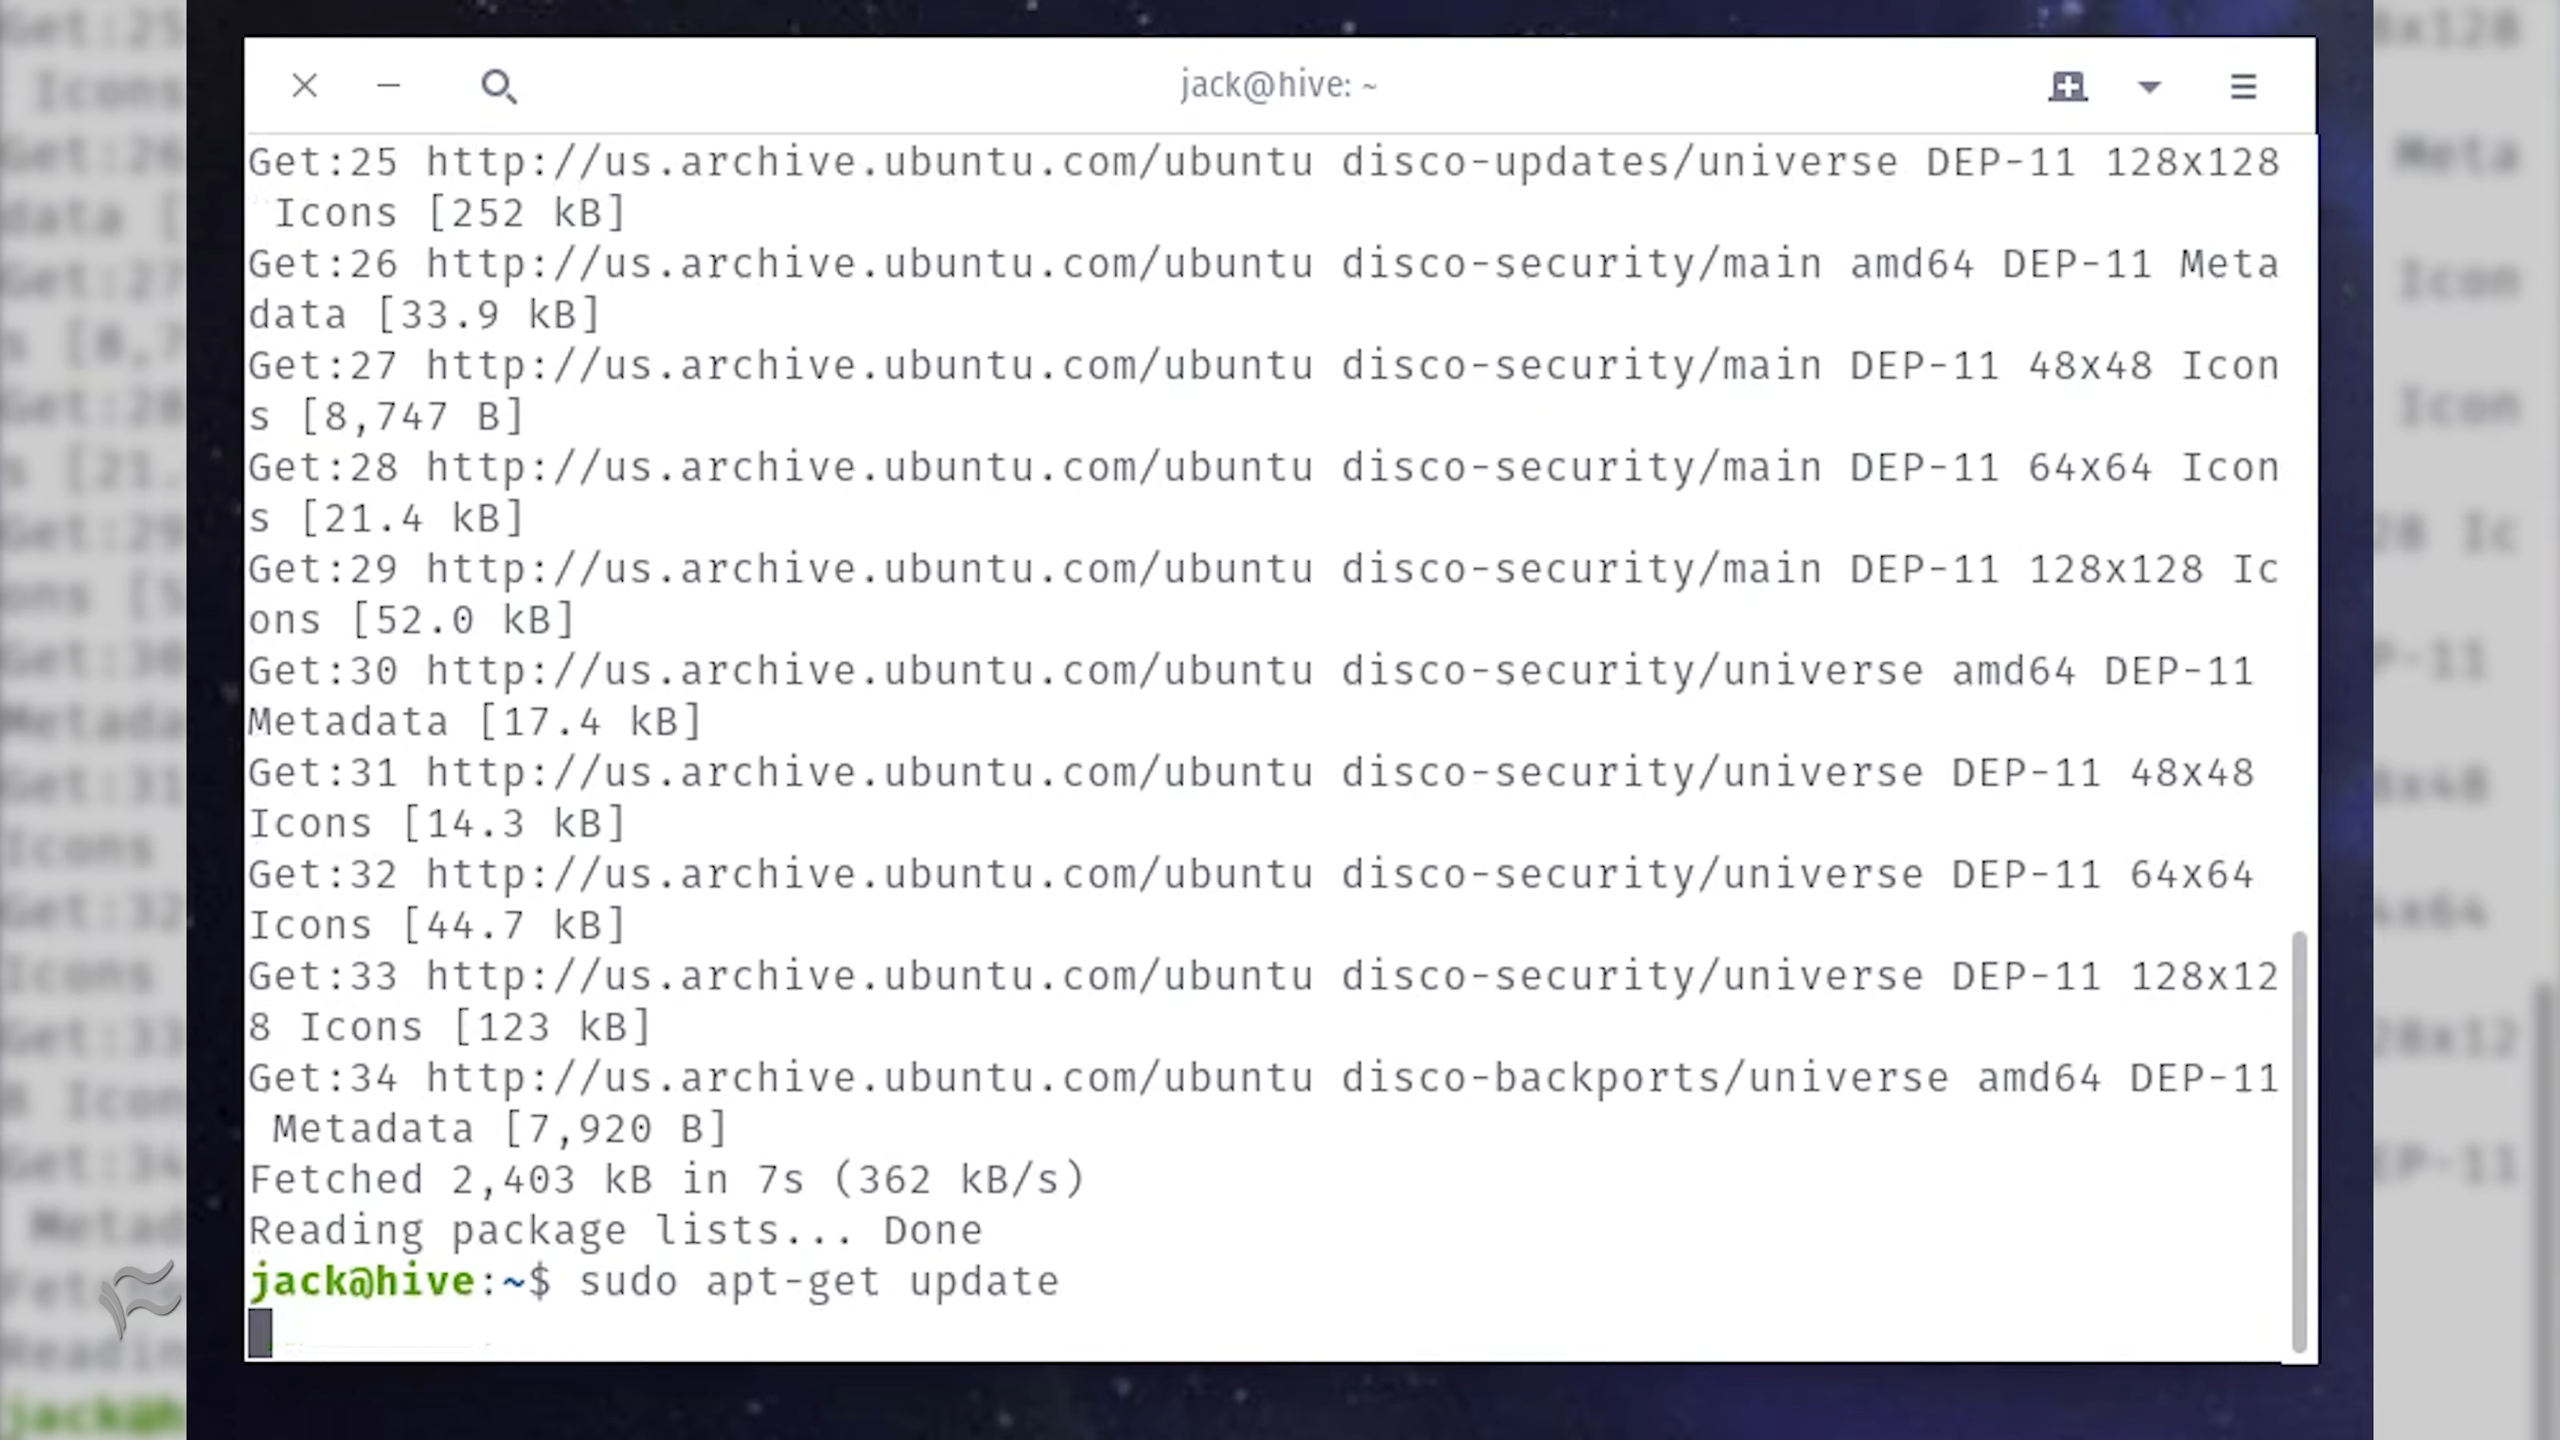 jack@hive: ~
Get:25 http://us.archive.ubuntu.com/ubuntu disco-updates/universe DEP-11 128x128
 Icons [252 kB]
Get:26 http://us.archive.ubuntu.com/ubuntu disco-security/main amd64 DEP-11 Meta
data [33.9 kB]
Get:27 http://us.archive.ubuntu.com/ubuntu disco-security/main DEP-11 48x48 Icon
s [8,747 B]
Get:28 http://us.archive.ubuntu.com/ubuntu disco-security/main DEP-11 64x64 Icon
s [21.4 kB]
Get:29 http://us.archive.ubuntu.com/ubuntu disco-security/main DEP-11 128x128 Ic
ons [52.0 kB]
Get:30 http://us.archive.ubuntu.com/ubuntu disco-security/universe amd64 DEP-11
Metadata [17.4 kB]
Get:31 http://us.archive.ubuntu.com/ubuntu disco-security/universe DEP-11 48x48
Icons [14.3 kB]
Get:32 http://us.archive.ubuntu.com/ubuntu disco-security/universe DEP-11 64x64
Icons [44.7 kB]
Get:33 http://us.archive.ubuntu.com/ubuntu disco-security/universe DEP-11 128x12
8 Icons [123 kB]
Get:34 http://us.archive.ubuntu.com/ubuntu disco-backports/universe amd64 DEP-11
 Metadata [7,920 B]
Fetched 2,403 kB in 7s (362 kB/s)
Reading package lists... Done
jack@hive:~$ sudo apt-get update